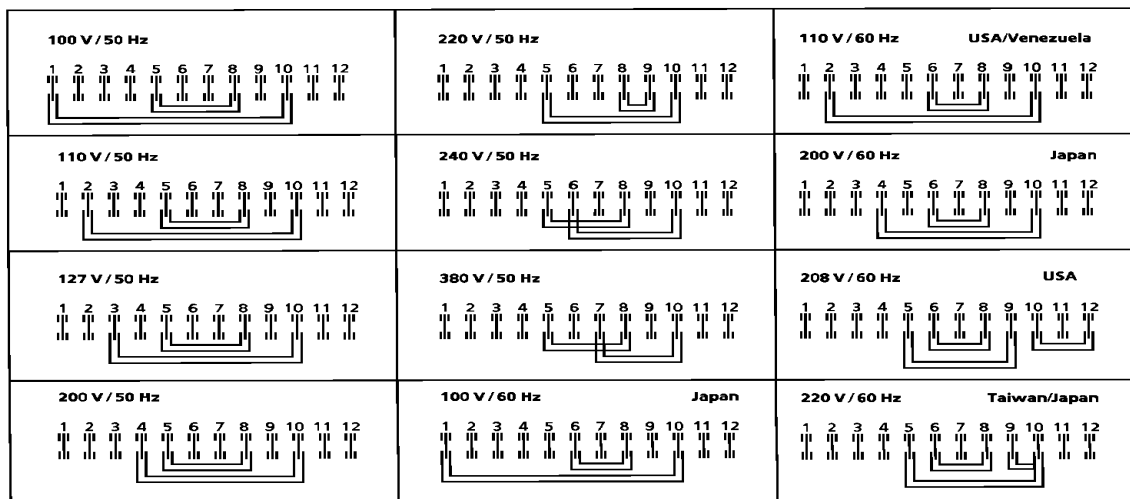 100 V / 50 Hz
1 2 3 4 5 6 7 8 9 10 11 12
220 V / 50 Hz
1 2 3 4 5 6 7 8 9 10 11 12
110 V / 60 Hz USA/Venezuela
1 2 3 4 5 6 7 8 9 10 11 12
110 V / 50 Hz
1 2 3 4 5 6 7 8 9 10 11 12
240 V / 50 Hz
1 2 3 4 5 6 7 8 9 10 11 12
200 V / 60 Hz Japan
1 2 3 4 5 6 7 8 9 10 11 12
127 V / 50 Hz
1 2 3 4 5 6 7 8 9 10 11 12
380 V / 50 Hz
1 2 3 4 5 6 7 8 9 10 11 12
208 V / 60 Hz USA
1 2 3 4 5 6 7 8 9 10 11 12
200 V / 50 Hz
1 2 3 4 5 6 7 8 9 10 11 12
100 V / 60 Hz Japan
1 2 3 4 5 6 7 8 9 10 11 12
220 V / 60 Hz Taiwan/Japan
1 2 3 4 5 6 7 8 9 10 11 12